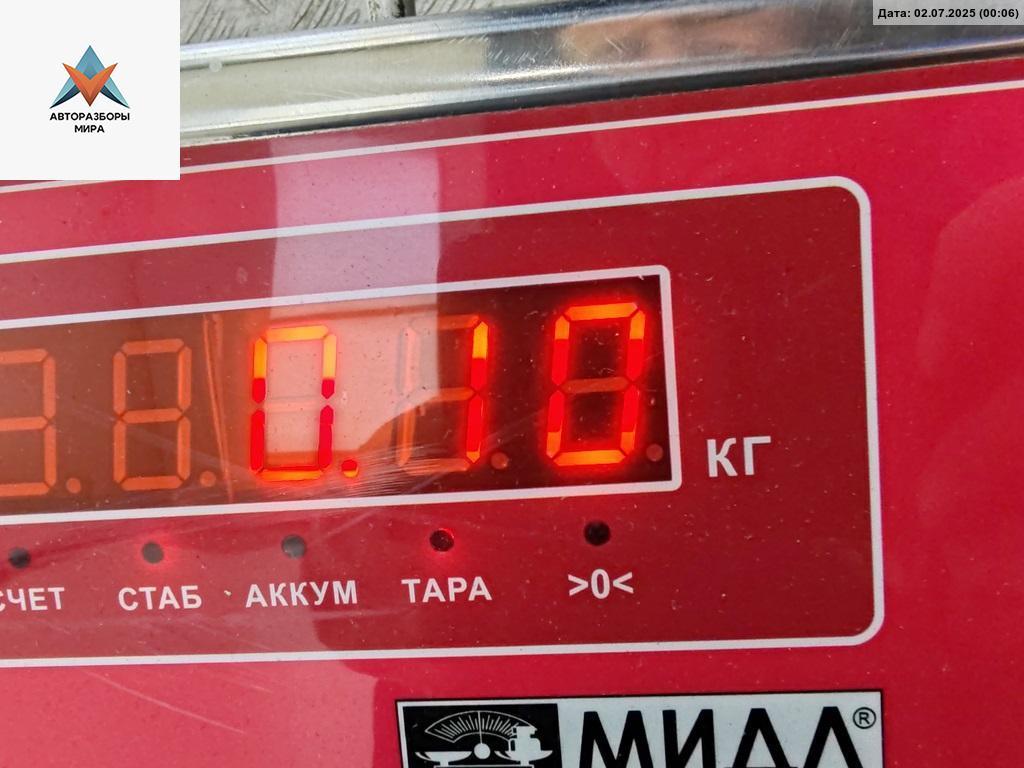 Дата: 02.07.2025 (00:06)
АВТОРАЗБОРЫ
МИРА
0.10
КГ
СЧЕТ СТАБ АККУМ ТАРА >0<
МИДЛ®